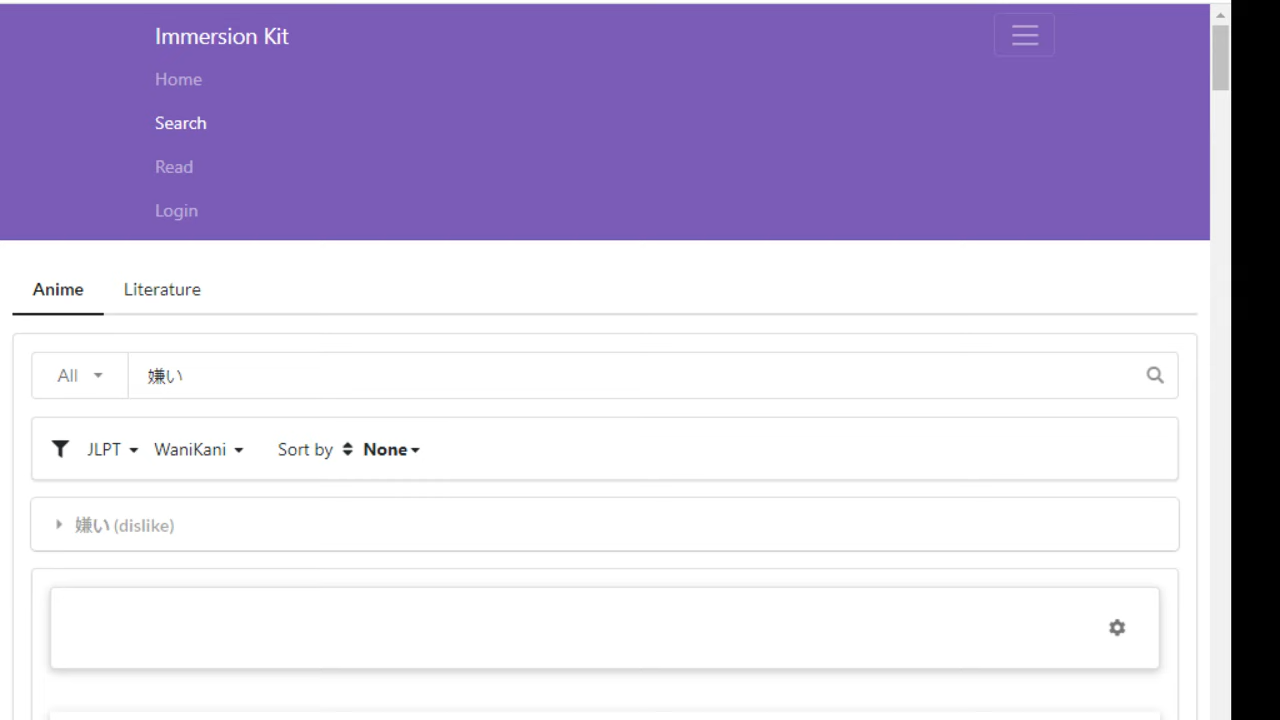 Immersion Kit
Home
Search
Read
Login
Anime Literature
All 嫌い
JLPT WaniKani Sort by None
嫌い (dislike)